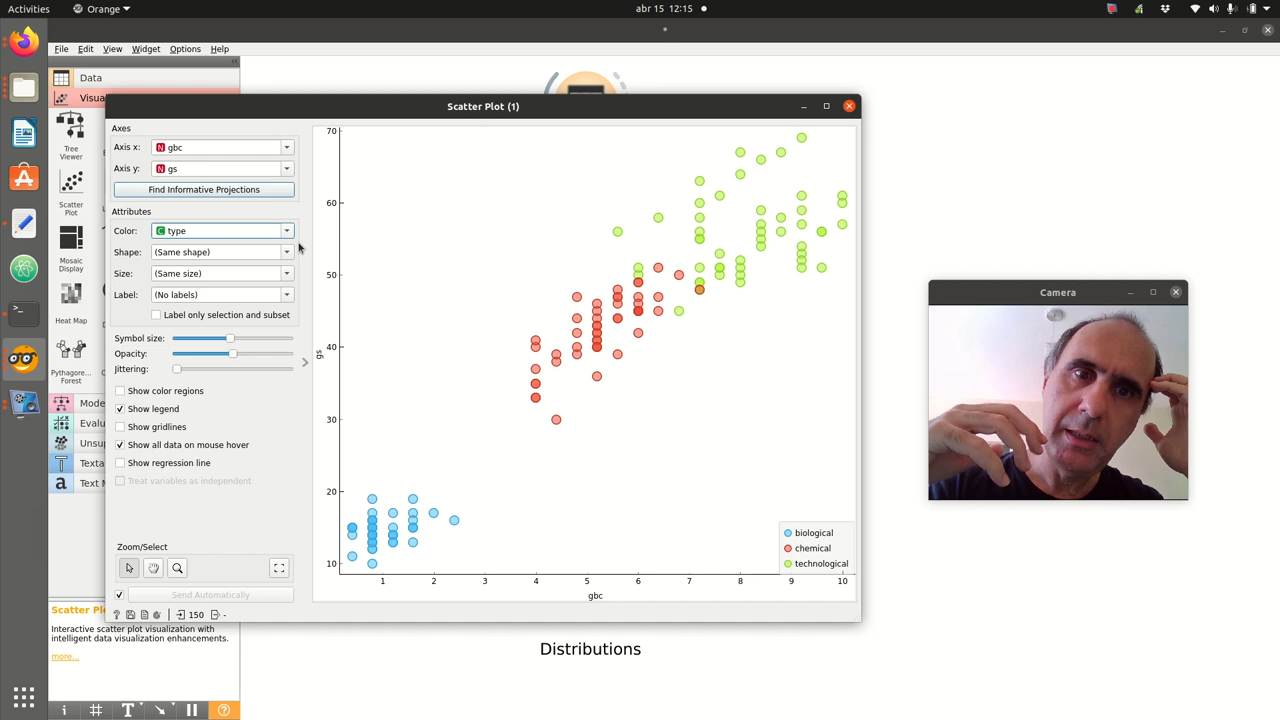 Activities
Orange
abr 15 12:15
File Edit View Widget Options Help
Data
Tree
Viewer
Scatter
Plot
Mosaic
Display
Heat Map
Pythagore…
Forest
Scatter Plot (1)
Axes
Axis x: N gbc
Axis y: N gs
Find Informative Projections
Attributes
Color: C type
Shape: (Same shape)
Size: (Same size)
Label: (No labels)
Label only selection and subset
Symbol size:
Opacity:
Jittering:
Show color regions
Show legend
Show gridlines
Show all data on mouse hover
Show regression line
Treat variables as independent
Zoom/Select
Send Automatically
150 -
70
60
50
40
30
20
10
gs
1 2 3 4 5 6 7 8 9 10
gbc
biological
chemical
technological
Camera
Interactive scatter plot visualization with
intelligent data visualization enhancements.
more...
Distributions